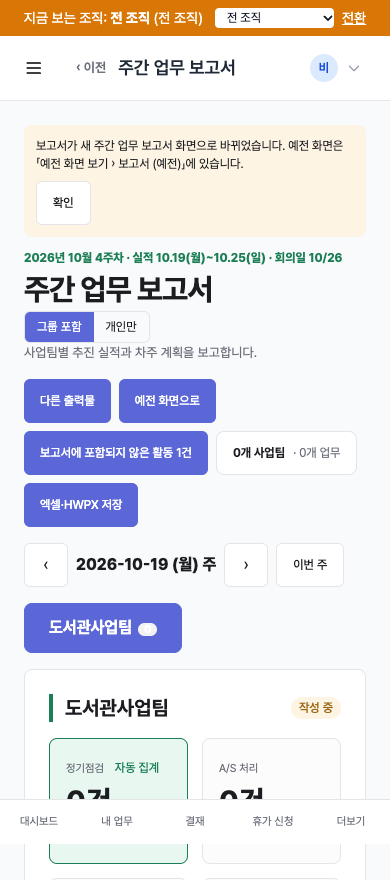 지금 보는 조직: 전 조직 (전 조직) 전 조직 전환
‹ 이전 주간 업무 보고서 비
보고서가 새 주간 업무 보고서 화면으로 바뀌었습니다. 예전 화면은
「예전 화면 보기 › 보고서 (예전)」에 있습니다.
확인
2026년 10월 4주차 · 실적 10.19(월)~10.25(일) · 회의일 10/26
주간 업무 보고서
그룹 포함 개인만
사업팀별 추진 실적과 차주 계획을 보고합니다.
다른 출력물 예전 화면으로
보고서에 포함되지 않은 활동 1건 0개 사업팀 · 0개 업무
엑셀·HWPX 저장
‹ 2026-10-19 (월) 주 › 이번 주
도서관사업팀
도서관사업팀 작성 중
정기점검 자동 집계 A/S 처리
0건 0건
대시보드 내 업무 결재 휴가 신청 더보기